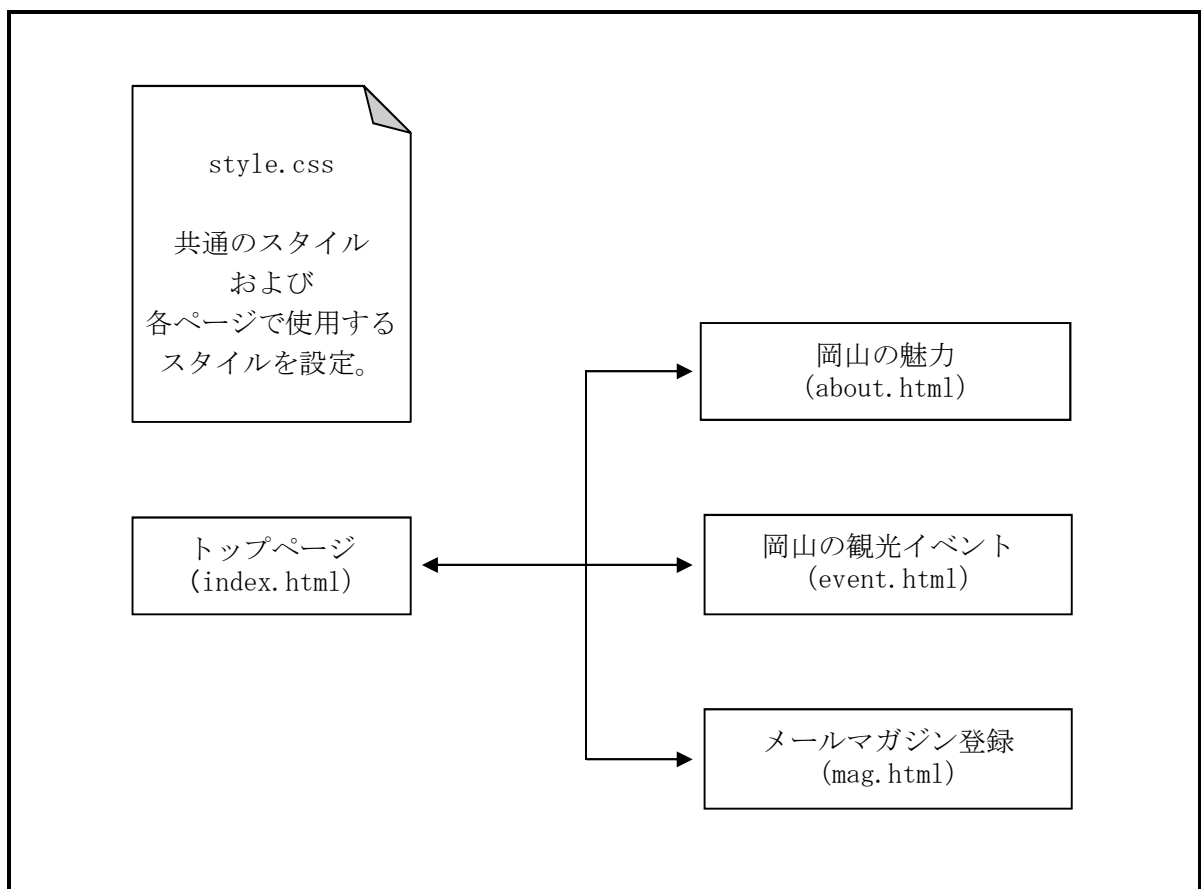 style.css
共通のスタイル
および
各ページで使用する
スタイルを設定。
岡山の魅力
(about.html)
トップページ
(index.html)
岡山の観光イベント
(event.html)
メールマガジン登録
(mag.html)